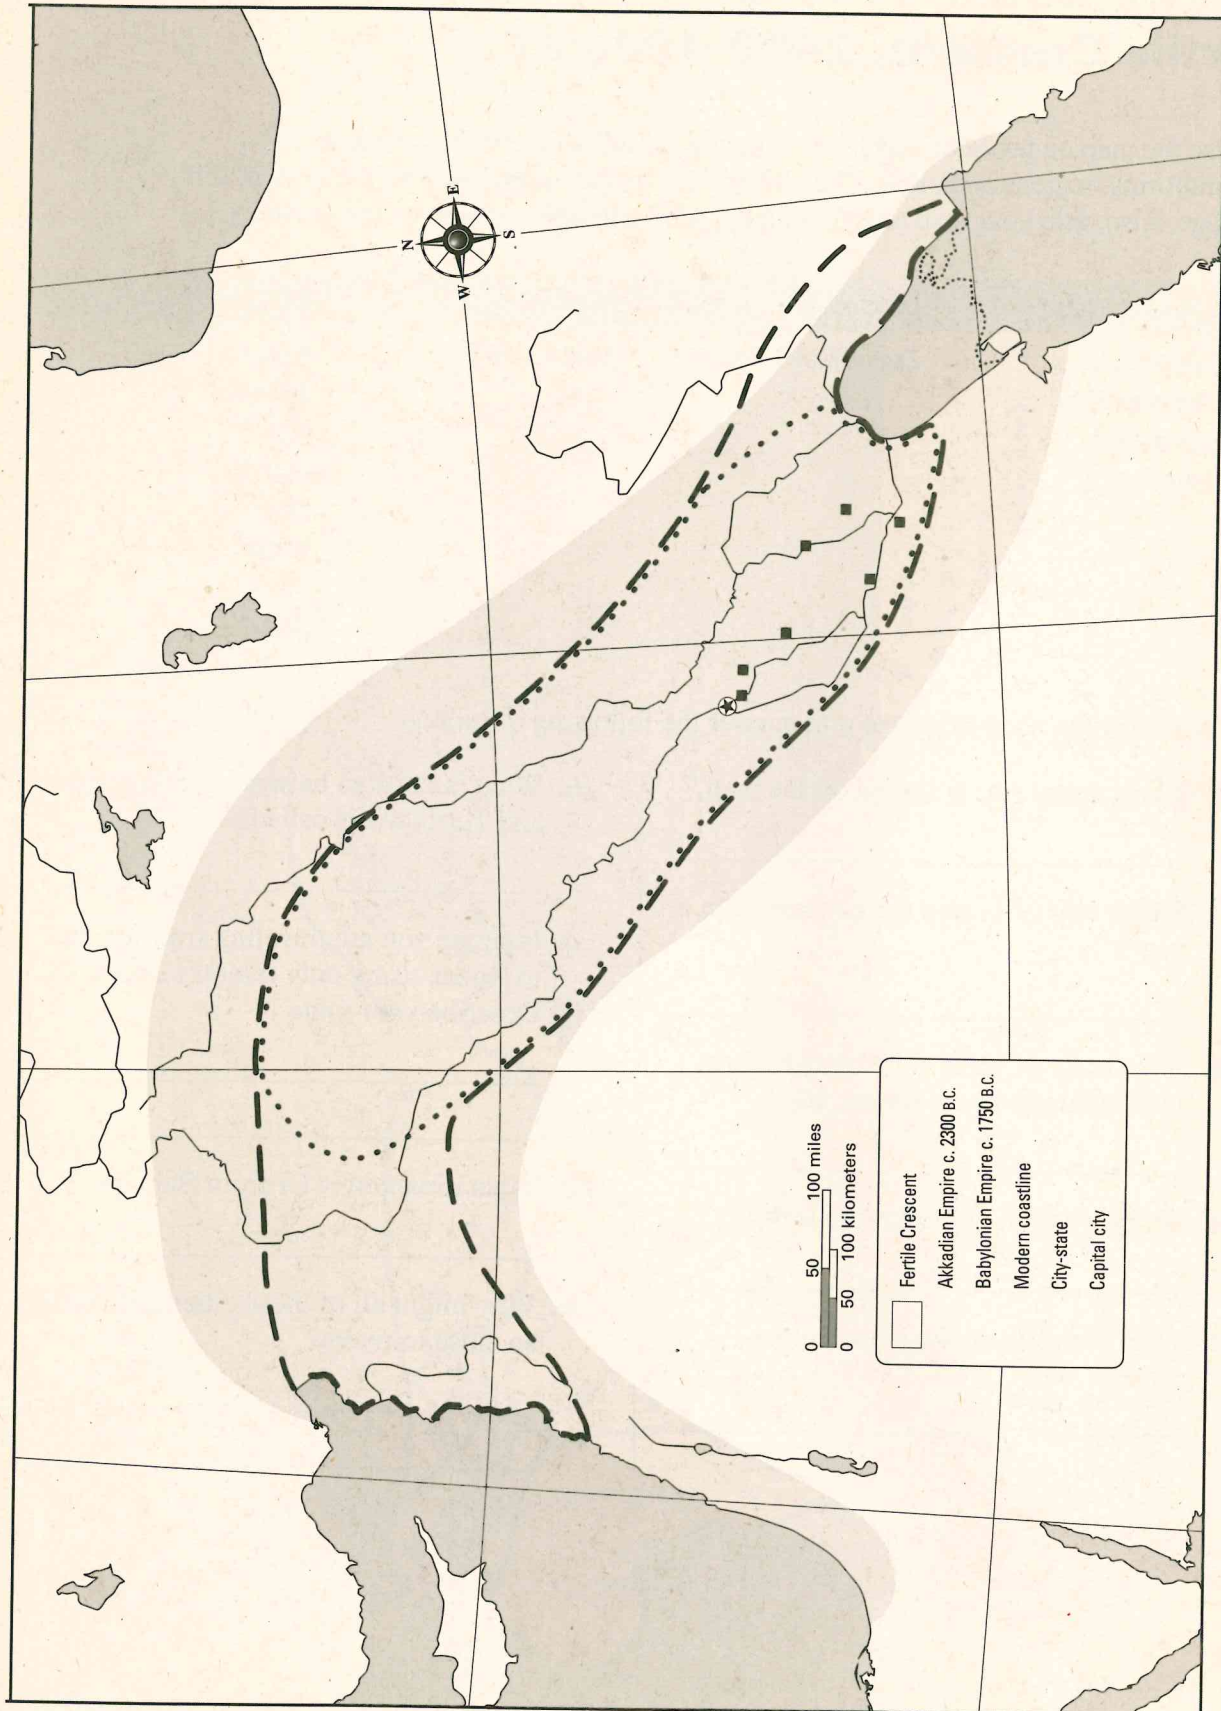 N
E
S
W
0 50 100 miles
0 50 100 kilometers
Fertile Crescent
Akkadian Empire c. 2300 B.C.
Babylonian Empire c. 1750 B.C.
Modern coastline
City-state
Capital city